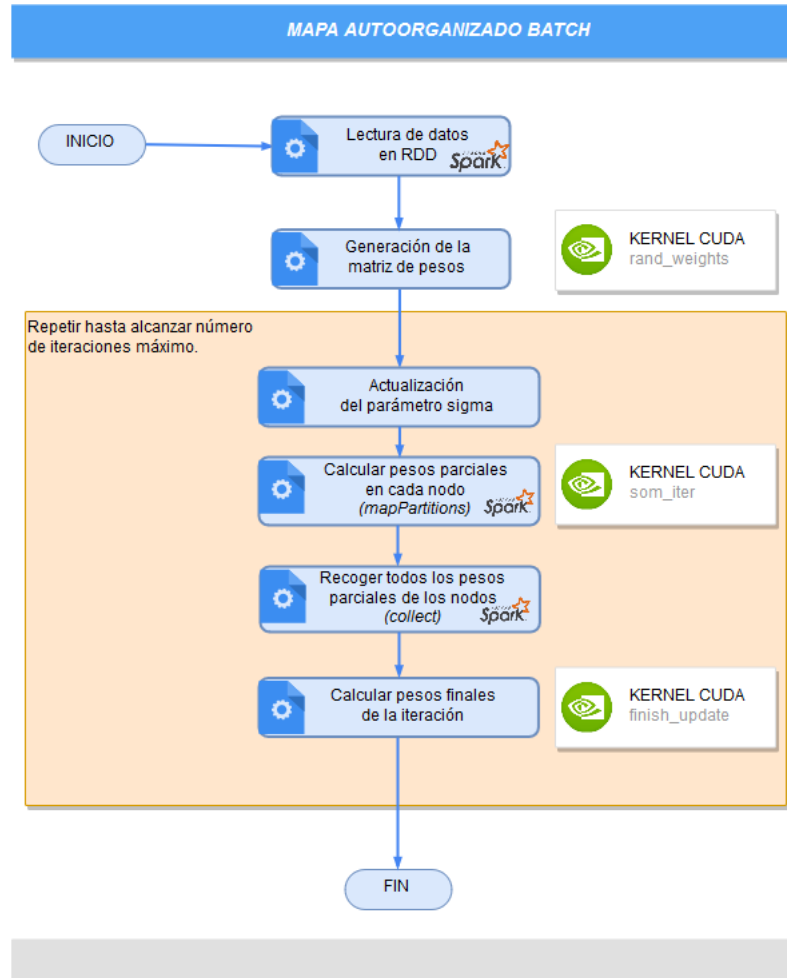 MAPA AUTOORGANIZADO BATCH
INICIO
Lectura de datos
en RDD
Spark
Generación de la
matriz de pesos
KERNEL CUDA
rand_weights
Repetir hasta alcanzar número
de iteraciones máximo.
Actualización
del parámetro sigma
Calcular pesos parciales
en cada nodo
(mapPartitions)
Spark
KERNEL CUDA
som_iter
Recoger todos los pesos
parciales de los nodos
(collect)
Spark
Calcular pesos finales
de la iteración
KERNEL CUDA
finish_update
FIN